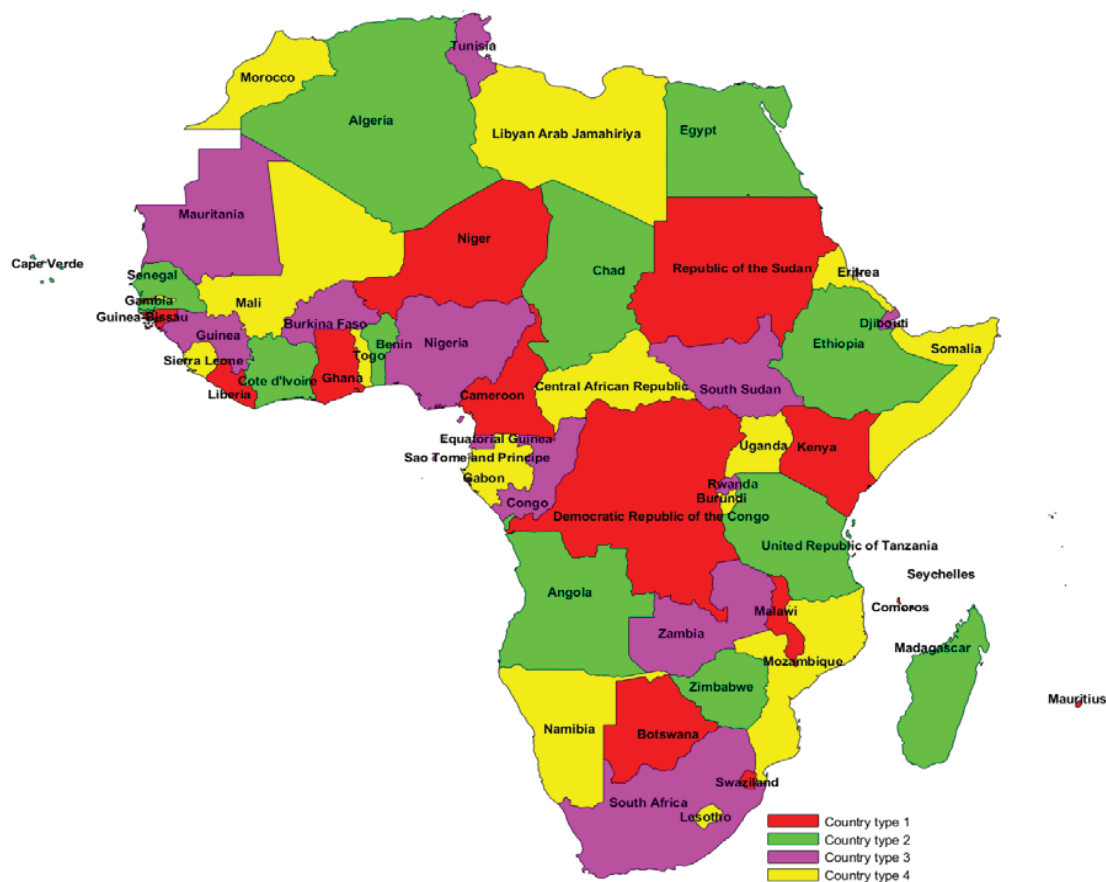 Tunisia
Morocco
Algeria
Libyan Arab Jamahiriya
Egypt
Mauritania
Niger
Cape Verde
Senegal
Chad
Republic of the Sudan
Eritrea
Gambia
Mali
Guinea-Bissau
Guinea
Burkina Faso
Nigeria
Benin
Djibouti
Ethiopia
Somalia
Sierra Leone
Togo
Cote d'Ivoire
Ghana
Central African Republic
South Sudan
Liberia
Cameroon
Equatorial Guinea
Uganda
Kenya
Sao Tome and Principe
Gabon
Rwanda
Burundi
Congo
Democratic Republic of the Congo
United Republic of Tanzania
Seychelles
Angola
Malawi
Comoros
Zambia
Madagascar
Mozambique
Zimbabwe
Mauritius
Namibia
Botswana
Swaziland
South Africa
Lesotho
Country type 1
Country type 2
Country type 3
Country type 4